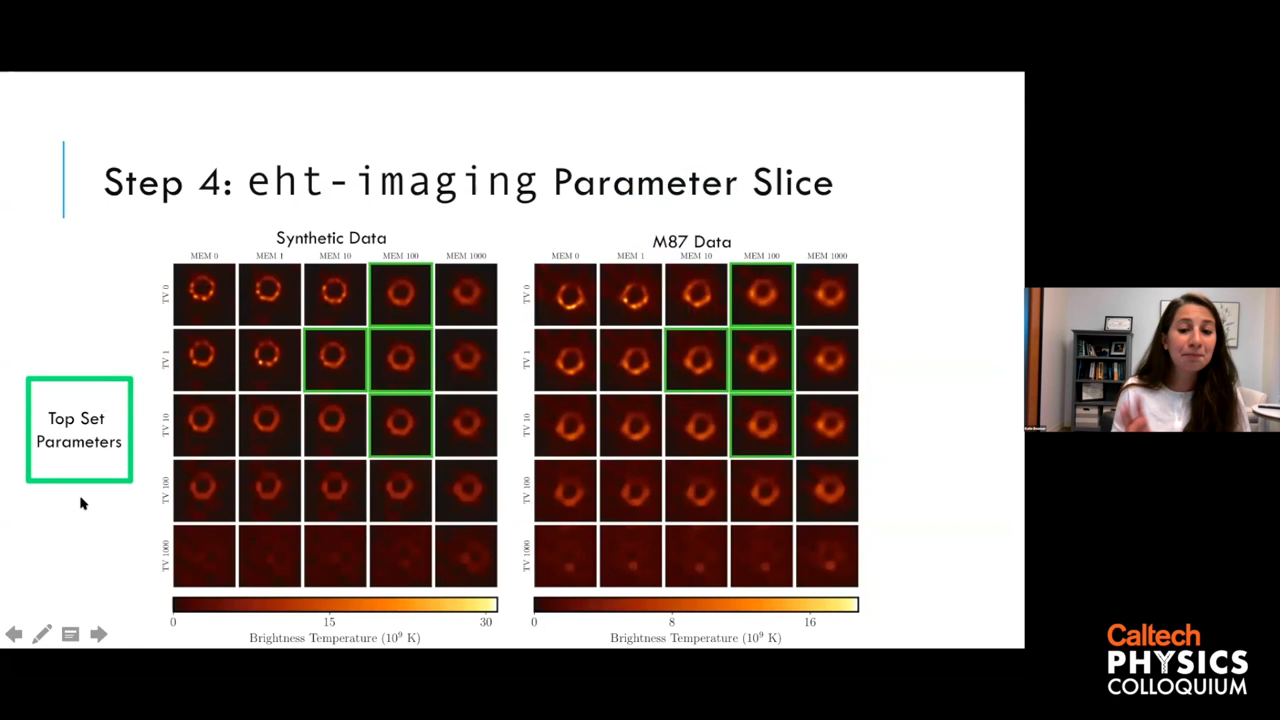 Step 4: eht-imaging Parameter Slice
Synthetic Data
MEM 0 MEM 1 MEM 10 MEM 100 MEM 1000
TV 0
TV 1
TV 10
TV 100
TV 1000
0 15 30
Brightness Temperature (10⁹ K)
M87 Data
MEM 0 MEM 1 MEM 10 MEM 100 MEM 1000
TV 0
TV 1
TV 10
TV 100
TV 1000
0 8 16
Brightness Temperature (10⁹ K)
Top Set
Parameters
Caltech
PHYSICS
COLLOQUIUM